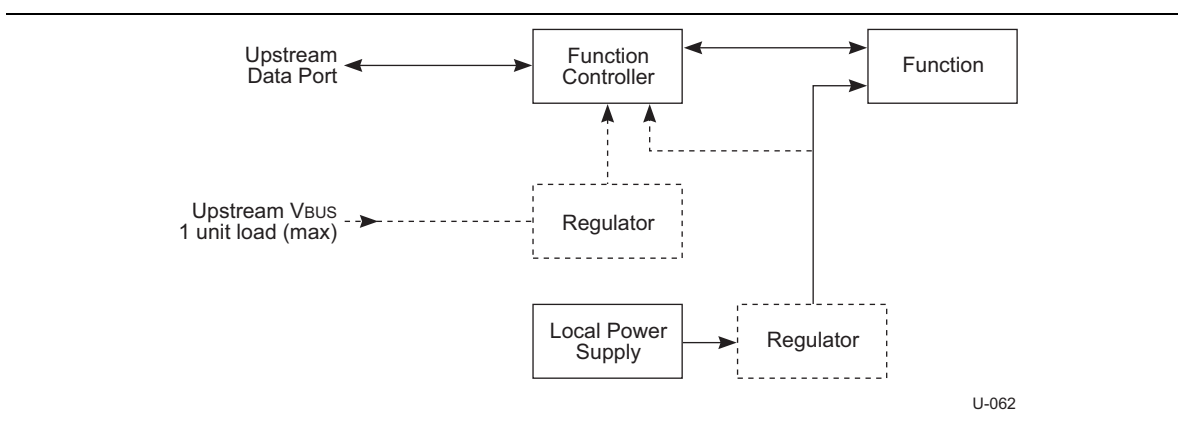 Upstream
Data Port
Function
Controller
Function
Upstream VBUS
1 unit load (max)
Regulator
Local Power
Supply
Regulator
U-062